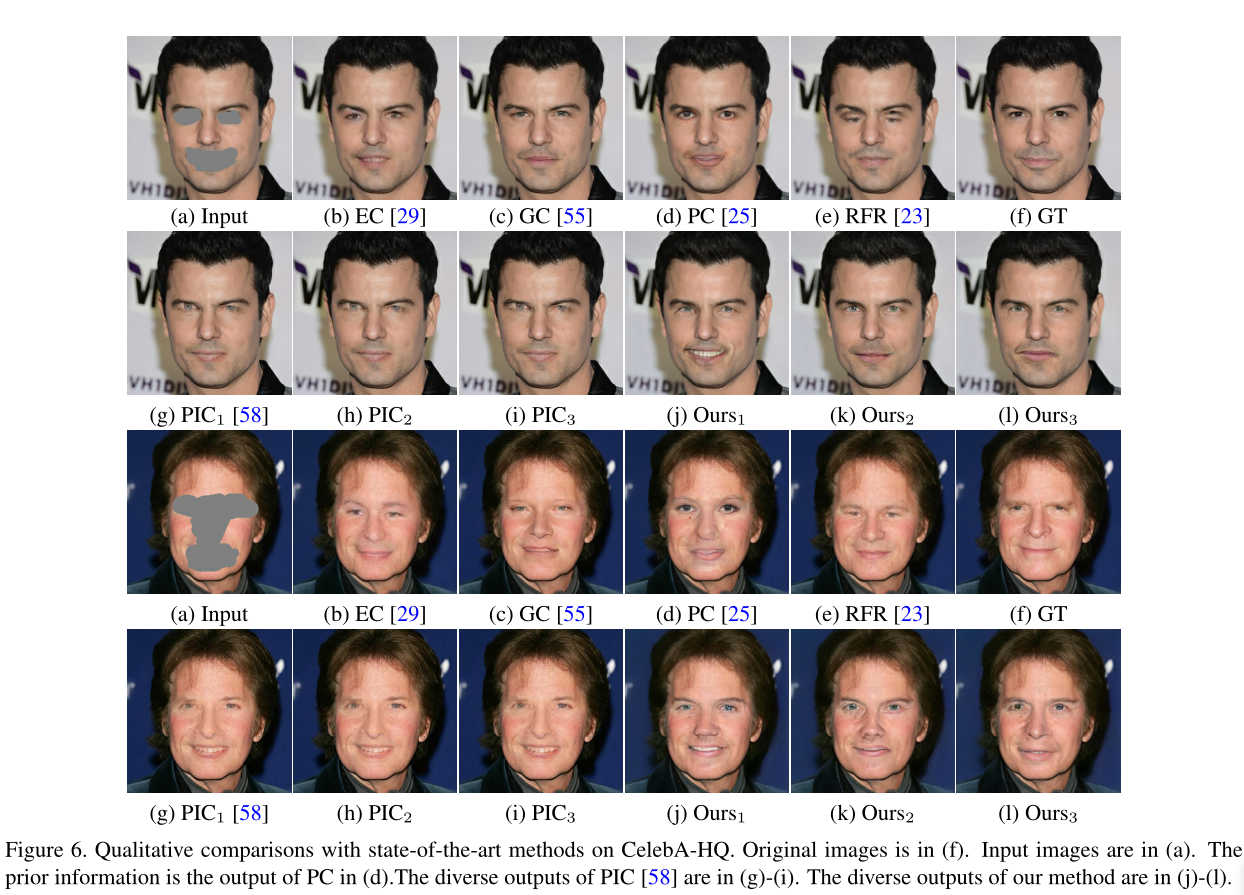 VH1DIV
(a) Input (b) EC [29] (c) GC [55] (d) PC [25] (e) RFR [23] (f) GT
(g) PIC₁ [58] (h) PIC₂ (i) PIC₃ (j) Ours₁ (k) Ours₂ (l) Ours₃
(a) Input (b) EC [29] (c) GC [55] (d) PC [25] (e) RFR [23] (f) GT
(g) PIC₁ [58] (h) PIC₂ (i) PIC₃ (j) Ours₁ (k) Ours₂ (l) Ours₃
Figure 6. Qualitative comparisons with state-of-the-art methods on CelebA-HQ. Original images is in (f). Input images are in (a). The
prior information is the output of PC in (d).The diverse outputs of PIC [58] are in (g)-(i). The diverse outputs of our method are in (j)-(l).